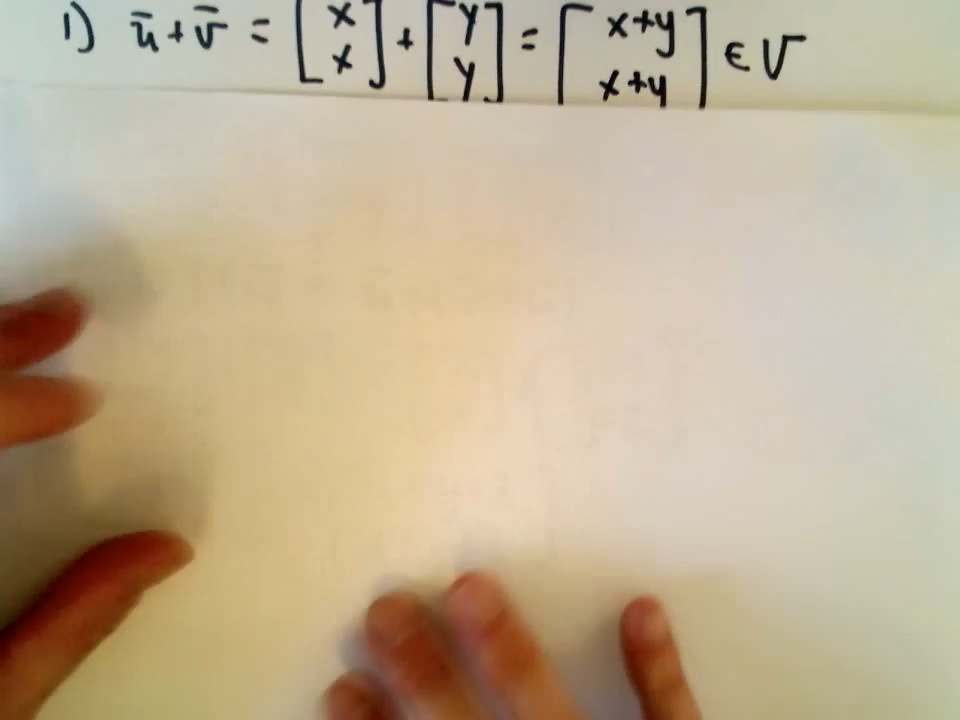 1) ū + v̄ = [x x] + [y y] = [x+y x+y] ∈ V